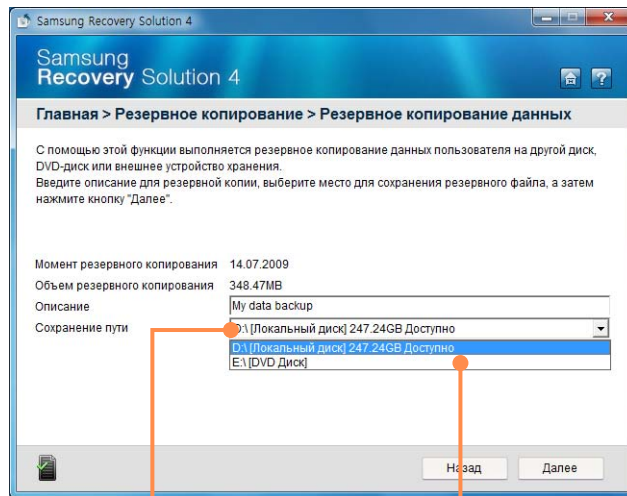 Samsung Recovery Solution 4
Samsung
Recovery Solution 4
Главная > Резервное копирование > Резервное копирование данных
С помощью этой функции выполняется резервное копирование данных пользователя на другой диск,
DVD-диск или внешнее устройство хранения.
Введите описание для резервной копии, выберите место для сохранения резервного файла, а затем
нажмите кнопку "Далее".
Момент резервного копирования 14.07.2009
Объем резервного копирования 348.47MB
Описание My data backup
Сохранение пути D:\ [Локальный диск] 247.24GB Доступно
D:\ [Локальный диск] 247.24GB Доступно
E:\ [DVD Диск]
Назад Далее